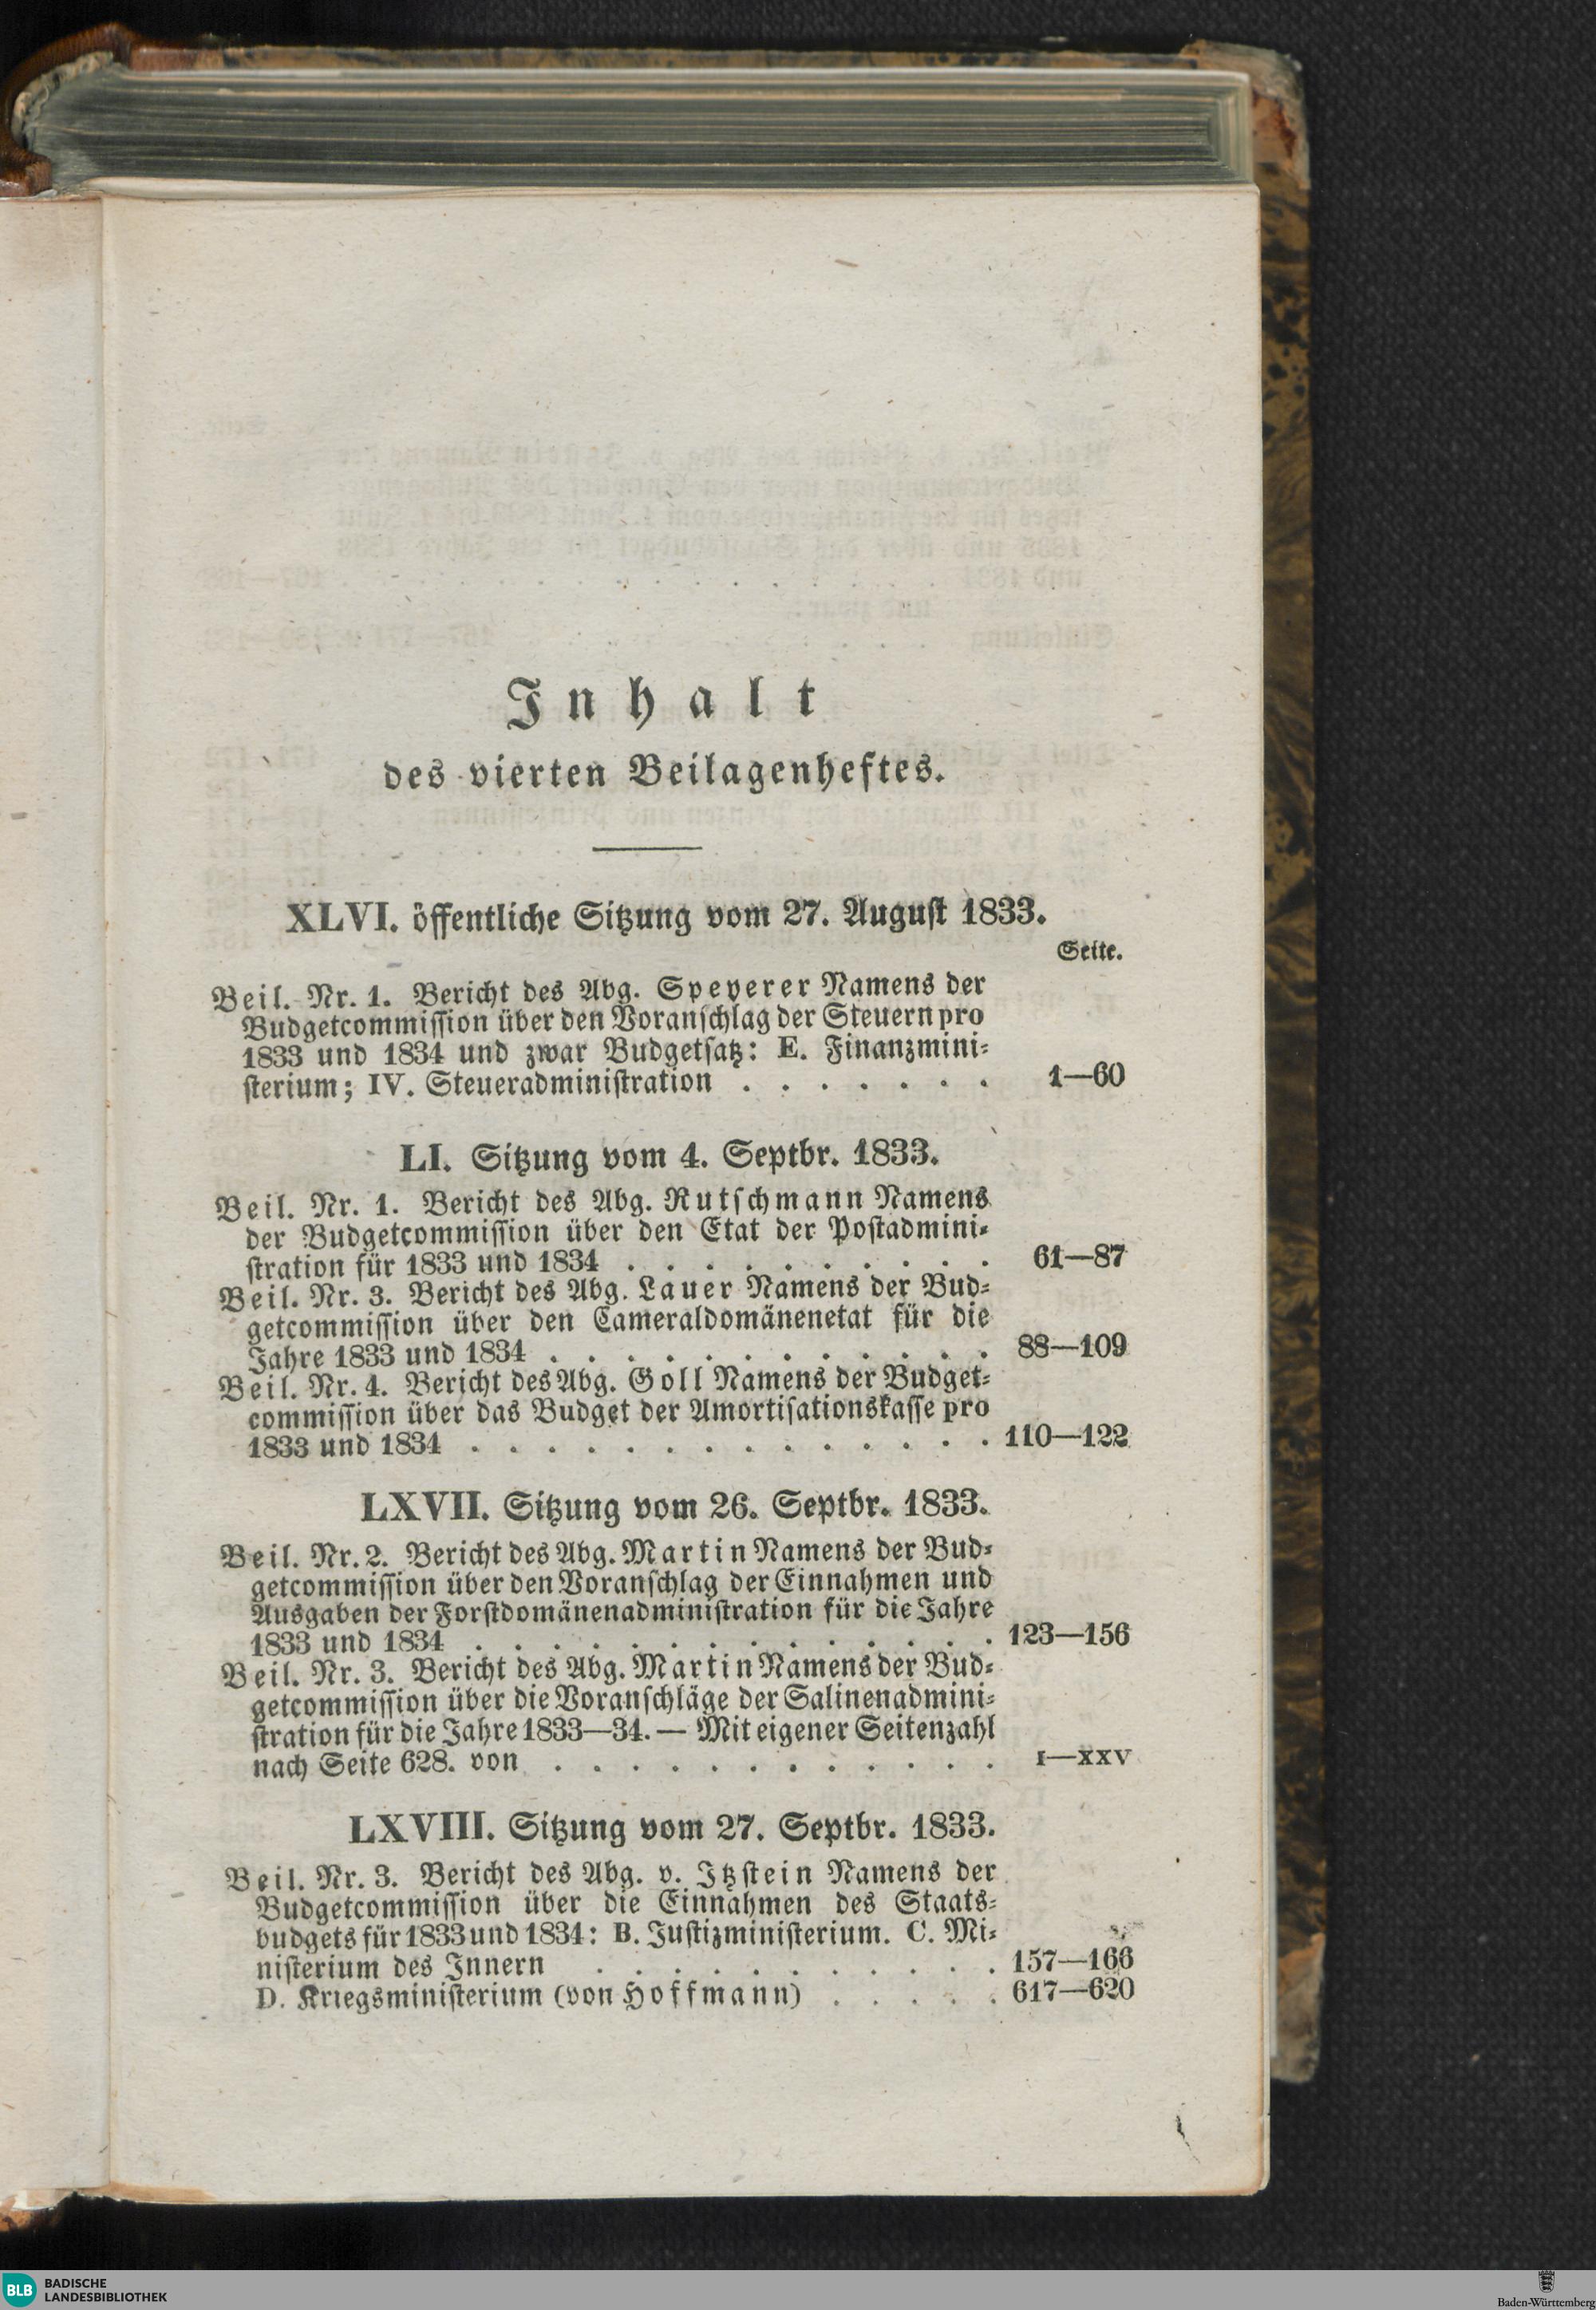 Inhalt
des vierten Beilagenheftes.
XLVI. öffentliche Sitzung vom 27. August 1833.
Seite.
Beil. Nr. 1. Bericht des Abg. Speyerer Namens der
Budgetcommission über den Voranschlag der Steuern pro
1833 und 1834 und zwar Budgetsatz: E. Finanzmini-
sterium; IV. Steueradministration . . . . . . . 1—60
LI. Sitzung vom 4. Septbr. 1833.
Beil. Nr. 1. Bericht des Abg. Rutschmann Namens
der Budgetcommission über den Etat der Postadmini-
stration für 1833 und 1834 . . . . . . . . . . 61—87
Beil. Nr. 3. Bericht des Abg. Lauer Namens der Bud-
getcommission über den Cameraldomänenetat für die
Jahre 1833 und 1834 . . . . . . . . . . . . 88—109
Beil. Nr. 4. Bericht des Abg. Goll Namens der Budget-
commission über das Budget der Amortisationskasse pro
1833 und 1834 . . . . . . . . . . . . . . 110—122
LXVII. Sitzung vom 26. Septbr. 1833.
Beil. Nr. 2. Bericht des Abg. Martin Namens der Bud-
getcommission über den Voranschlag der Einnahmen und
Ausgaben der Forstdomänenadministration für die Jahre
1833 und 1834 . . . . . . . . . . . . . . 123—156
Beil. Nr. 3. Bericht des Abg. Martin Namens der Bud-
getcommission über die Voranschläge der Salinenadmini-
stration für die Jahre 1833—34. — Mit eigener Seitenzahl
nach Seite 628. von . . . . . . . . . . . . I—XXV
LXVIII. Sitzung vom 27. Septbr. 1833.
Beil. Nr. 3. Bericht des Abg. v. Itzstein Namens der
Budgetcommission über die Einnahmen des Staats-
budgets für 1833 und 1834: B. Justizministerium. C. Mi-
nisterium des Innern . . . . . . . . . . . 157—166
D. Kriegsministerium (von Hoffmann) . . . . . 617—620
BLB BADISCHE
LANDESBIBLIOTHEK
Baden-Württemberg